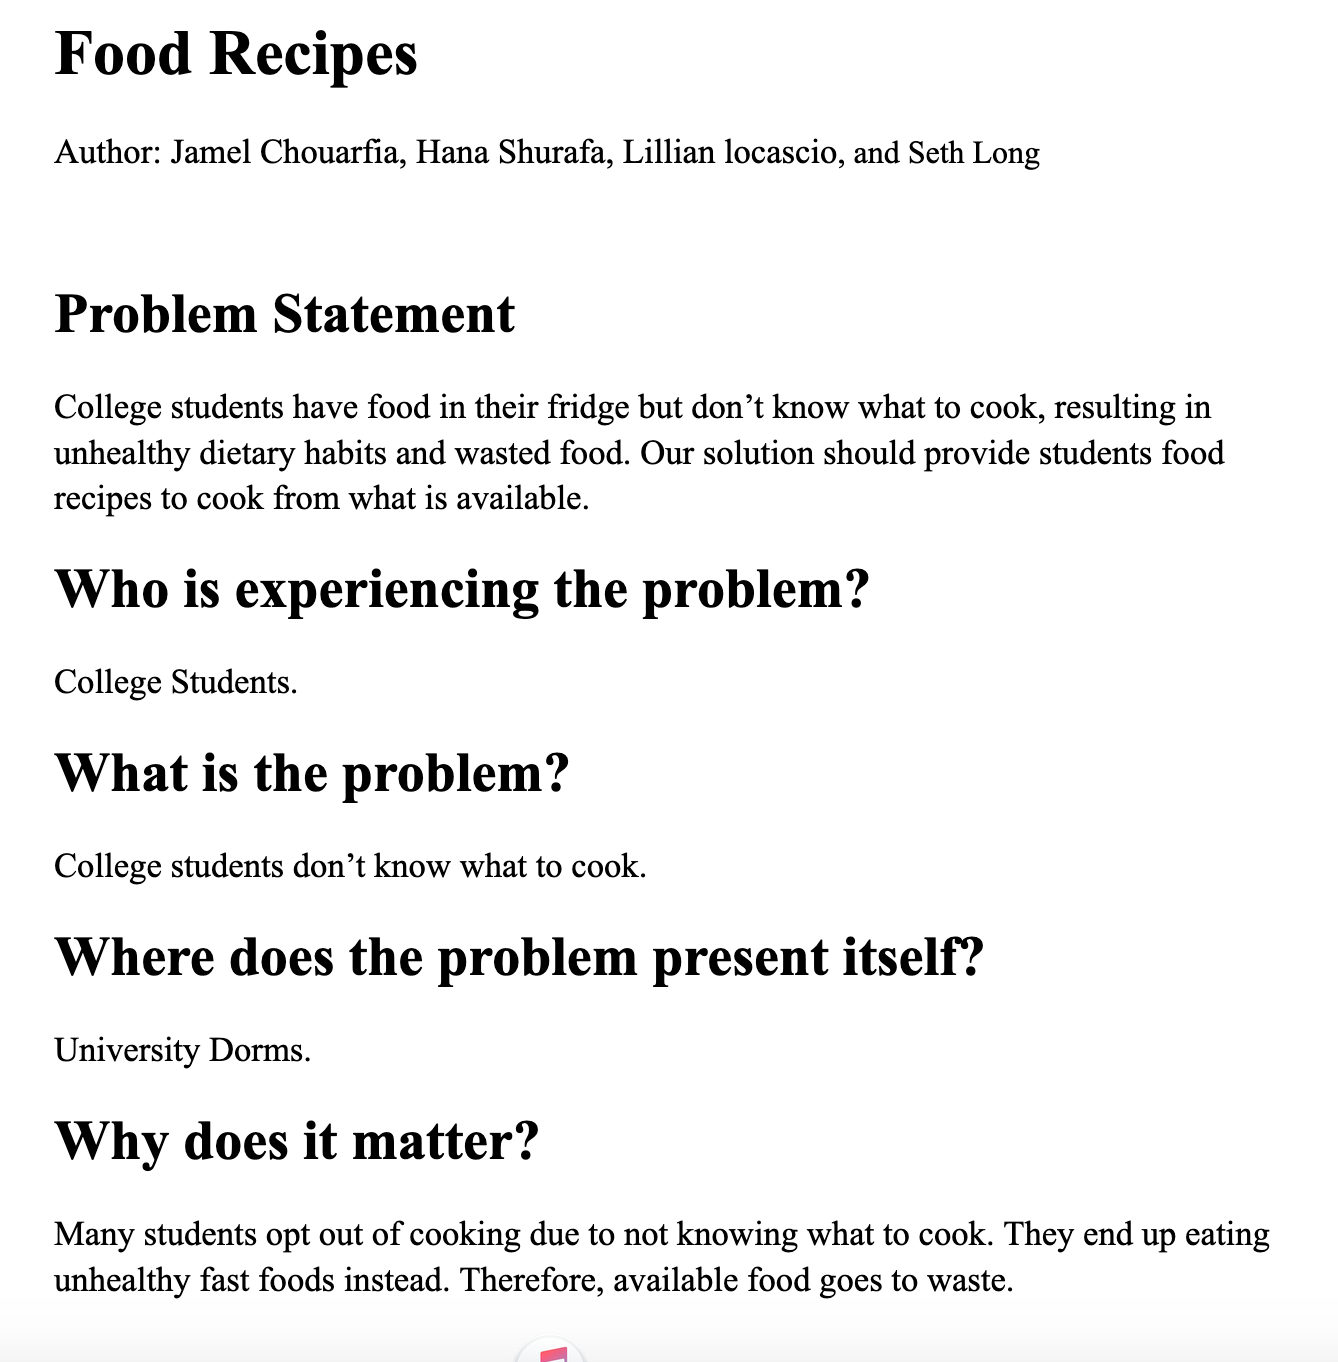 Food Recipes
Author: Jamel Chouarfia, Hana Shurafa, Lillian locascio, and Seth Long
Problem Statement
College students have food in their fridge but don’t know what to cook, resulting in
unhealthy dietary habits and wasted food. Our solution should provide students food
recipes to cook from what is available.
Who is experiencing the problem?
College Students.
What is the problem?
College students don’t know what to cook.
Where does the problem present itself?
University Dorms.
Why does it matter?
Many students opt out of cooking due to not knowing what to cook. They end up eating
unhealthy fast foods instead. Therefore, available food goes to waste.